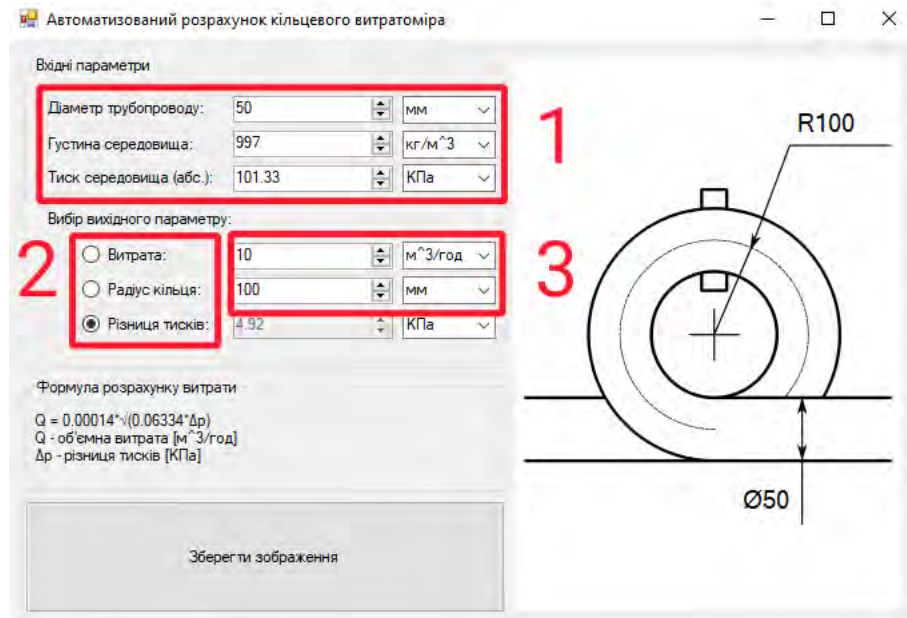 Автоматизований розрахунок кільцевого витратоміра
Вхідні параметри
Діаметр трубопроводу: 50 мм
Густина середовища: 997 кг/м^3
Тиск середовища (абс.): 101.33 КПа
1
Вибір вихідного параметру:
2
Витрата: 10 м^3/год
Радіус кільця: 100 мм
3
Різниця тисків: 4.92 КПа
Формула розрахунку витрати
Q = 0.00014*√(0.06334*Δp)
Q - об'ємна витрата [м^3/год]
Δp - різниця тисків [КПа]
Зберегти зображення
R100
Ø50